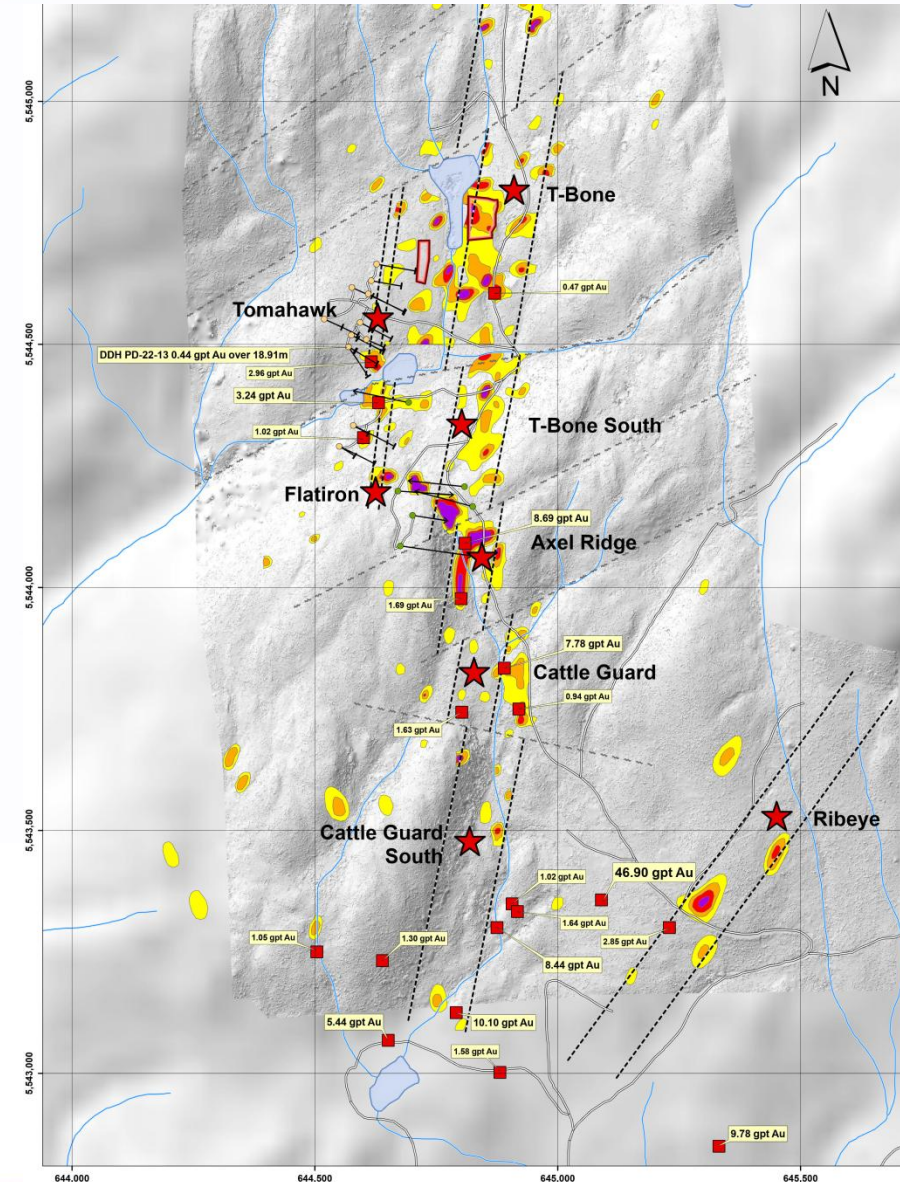 N
5,545,000
T-Bone
0.47 gpt Au
Tomahawk
5,544,500
DDH PD-22-13 0.44 gpt Au over 18.91m
2.96 gpt Au
3.24 gpt Au
1.02 gpt Au
T-Bone South
Flatiron
8.69 gpt Au
Axel Ridge
5,544,000
1.69 gpt Au
7.78 gpt Au
Cattle Guard
0.94 gpt Au
1.63 gpt Au
5,543,500
Ribeye
Cattle Guard
South
46.90 gpt Au
1.02 gpt Au
1.64 gpt Au
2.85 gpt Au
1.05 gpt Au
1.30 gpt Au
8.44 gpt Au
5.44 gpt Au
10.10 gpt Au
1.58 gpt Au
5,543,000
9.78 gpt Au
644.000
644.500
645.000
645.500